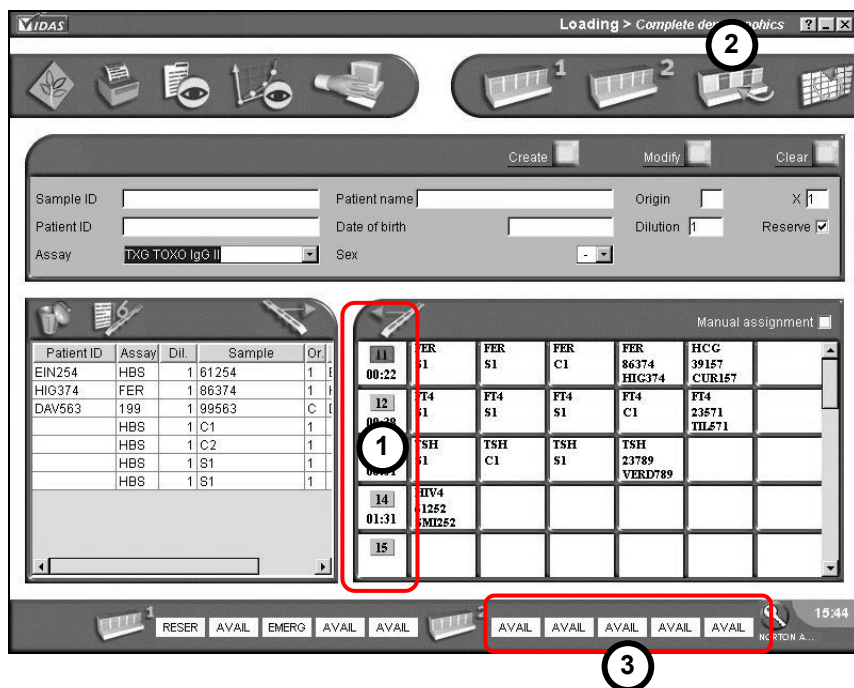 VIDAS Loading > Complete demographics ? _ X
2
1 2
Create Modify Clear
Sample ID Patient name Origin X 1
Patient ID Date of birth Dilution 1 Reserve
Assay TXG TOXO IgG II Sex -
6 Manual assignment
Patient ID Assay Dil. Sample Or.
EIN254 HBS 1 61254 1
HIG374 FER 1 86374 1
DAV563 199 1 99563 C
HBS 1 C1 1
HBS 1 C2 1
HBS 1 S1 1
HBS 1 S1 1
11 FER FER FER FER HCG
00:22 S1 S1 C1 86374 39157
HIG374 CUR157
12 FT4 FT4 FT4 FT4 FT4
S1 S1 S1 C1 23571
TIL571
1
TSH TSH TSH TSH
S1 C1 S1 23789
VERD789
14 HIV4
01:31 61252
SMI252
15
1 RESER AVAIL EMERG AVAIL AVAIL 2 AVAIL AVAIL AVAIL AVAIL AVAIL 15:44
NORTON A...
3